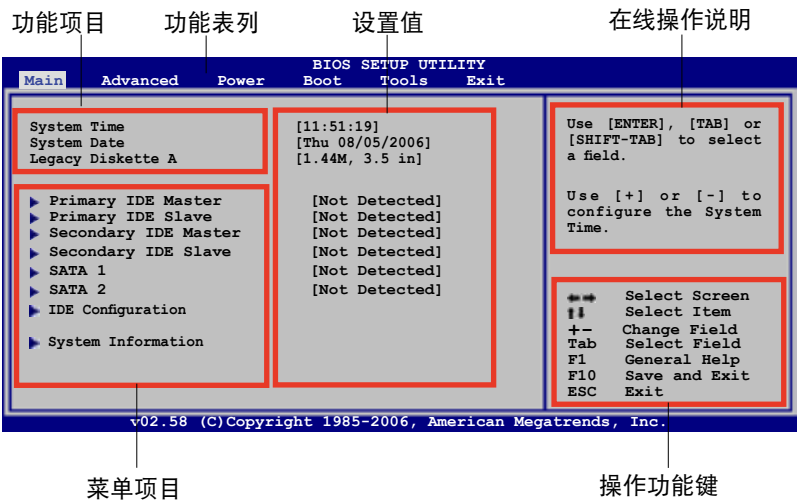 功能项目 功能表列 设置值 在线操作说明
BIOS SETUP UTILITY
Main Advanced Power Boot Tools Exit
System Time [11:51:19]
System Date [Thu 08/05/2006]
Legacy Diskette A [1.44M, 3.5 in]
Primary IDE Master [Not Detected]
Primary IDE Slave [Not Detected]
Secondary IDE Master [Not Detected]
Secondary IDE Slave [Not Detected]
SATA 1 [Not Detected]
SATA 2 [Not Detected]
IDE Configuration
System Information
Use [ENTER], [TAB] or
[SHIFT-TAB] to select
a field.
Use [+] or [-] to
configure the System
Time.
←→ Select Screen
↑↓ Select Item
+- Change Field
Tab Select Field
F1 General Help
F10 Save and Exit
ESC Exit
v02.58 (C)Copyright 1985-2006, American Megatrends, Inc.
菜单项目 操作功能键